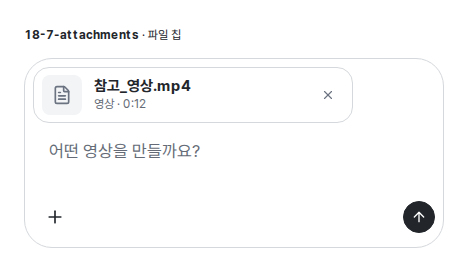 18-7-attachments · 파일 칩
참고_영상.mp4
영상 · 0:12
어떤 영상을 만들까요?